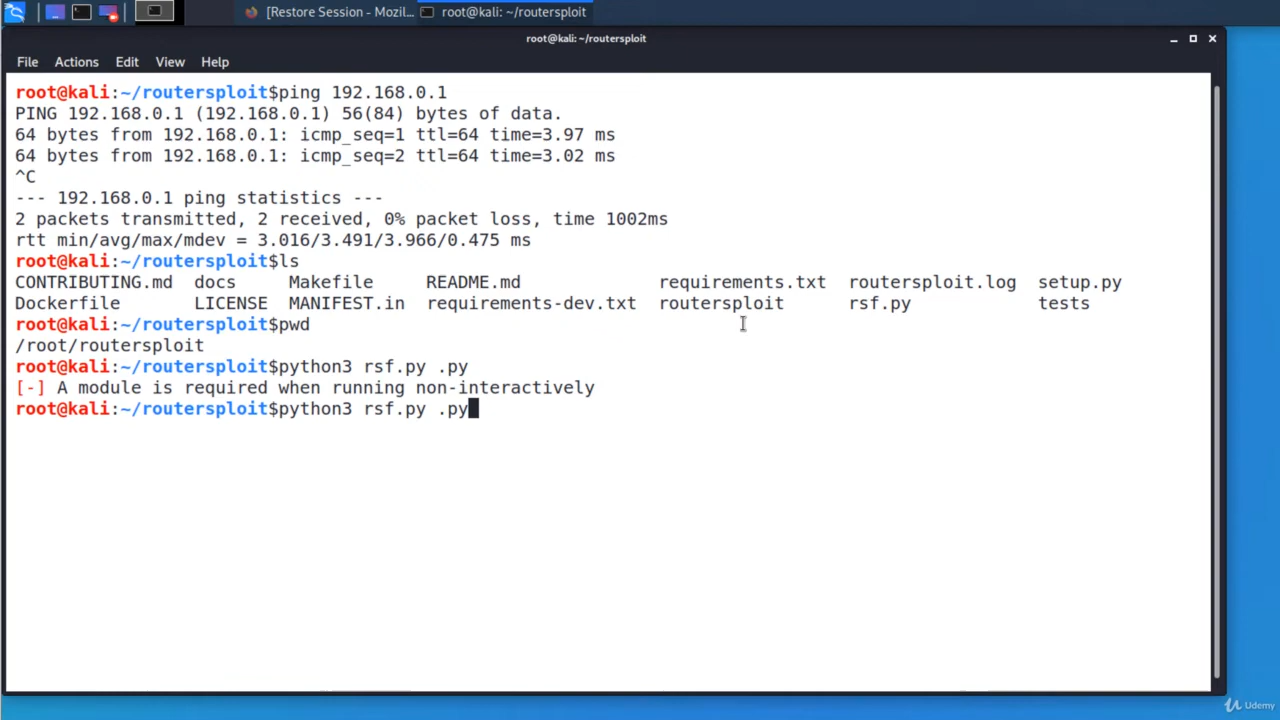 [Restore Session - Mozil... root@kali: ~/routersploit
root@kali: ~/routersploit
File Actions Edit View Help
root@kali:~/routersploit$ping 192.168.0.1
PING 192.168.0.1 (192.168.0.1) 56(84) bytes of data.
64 bytes from 192.168.0.1: icmp_seq=1 ttl=64 time=3.97 ms
64 bytes from 192.168.0.1: icmp_seq=2 ttl=64 time=3.02 ms
^C
--- 192.168.0.1 ping statistics ---
2 packets transmitted, 2 received, 0% packet loss, time 1002ms
rtt min/avg/max/mdev = 3.016/3.491/3.966/0.475 ms
root@kali:~/routersploit$ls
CONTRIBUTING.md docs Makefile README.md requirements.txt routersploit.log setup.py
Dockerfile LICENSE MANIFEST.in requirements-dev.txt routersploit rsf.py tests
root@kali:~/routersploit$pwd
/root/routersploit
root@kali:~/routersploit$python3 rsf.py .py
[-] A module is required when running non-interactively
root@kali:~/routersploit$python3 rsf.py .py
Udemy